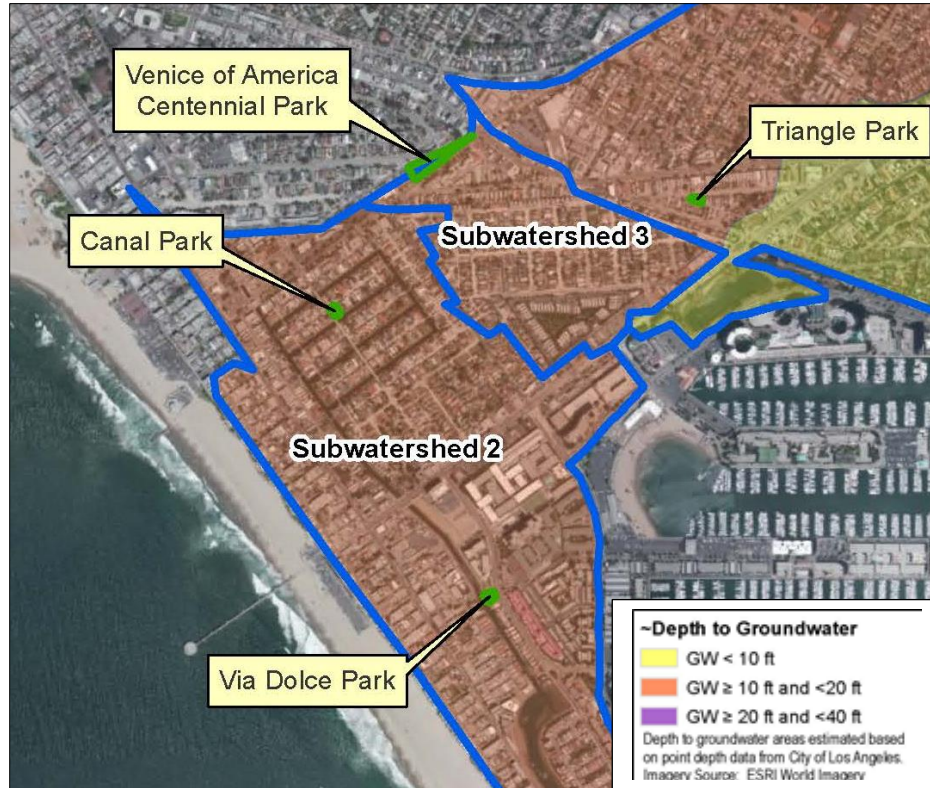 Venice of America
Centennial Park
Triangle Park
Canal Park
Subwatershed 3
Subwatershed 2
Via Dolce Park
~Depth to Groundwater
GW < 10 ft
GW ≥ 10 ft and <20 ft
GW ≥ 20 ft and <40 ft
Depth to groundwater areas estimated based
on point depth data from City of Los Angeles.
Imagery Source: ESRI World Imagery